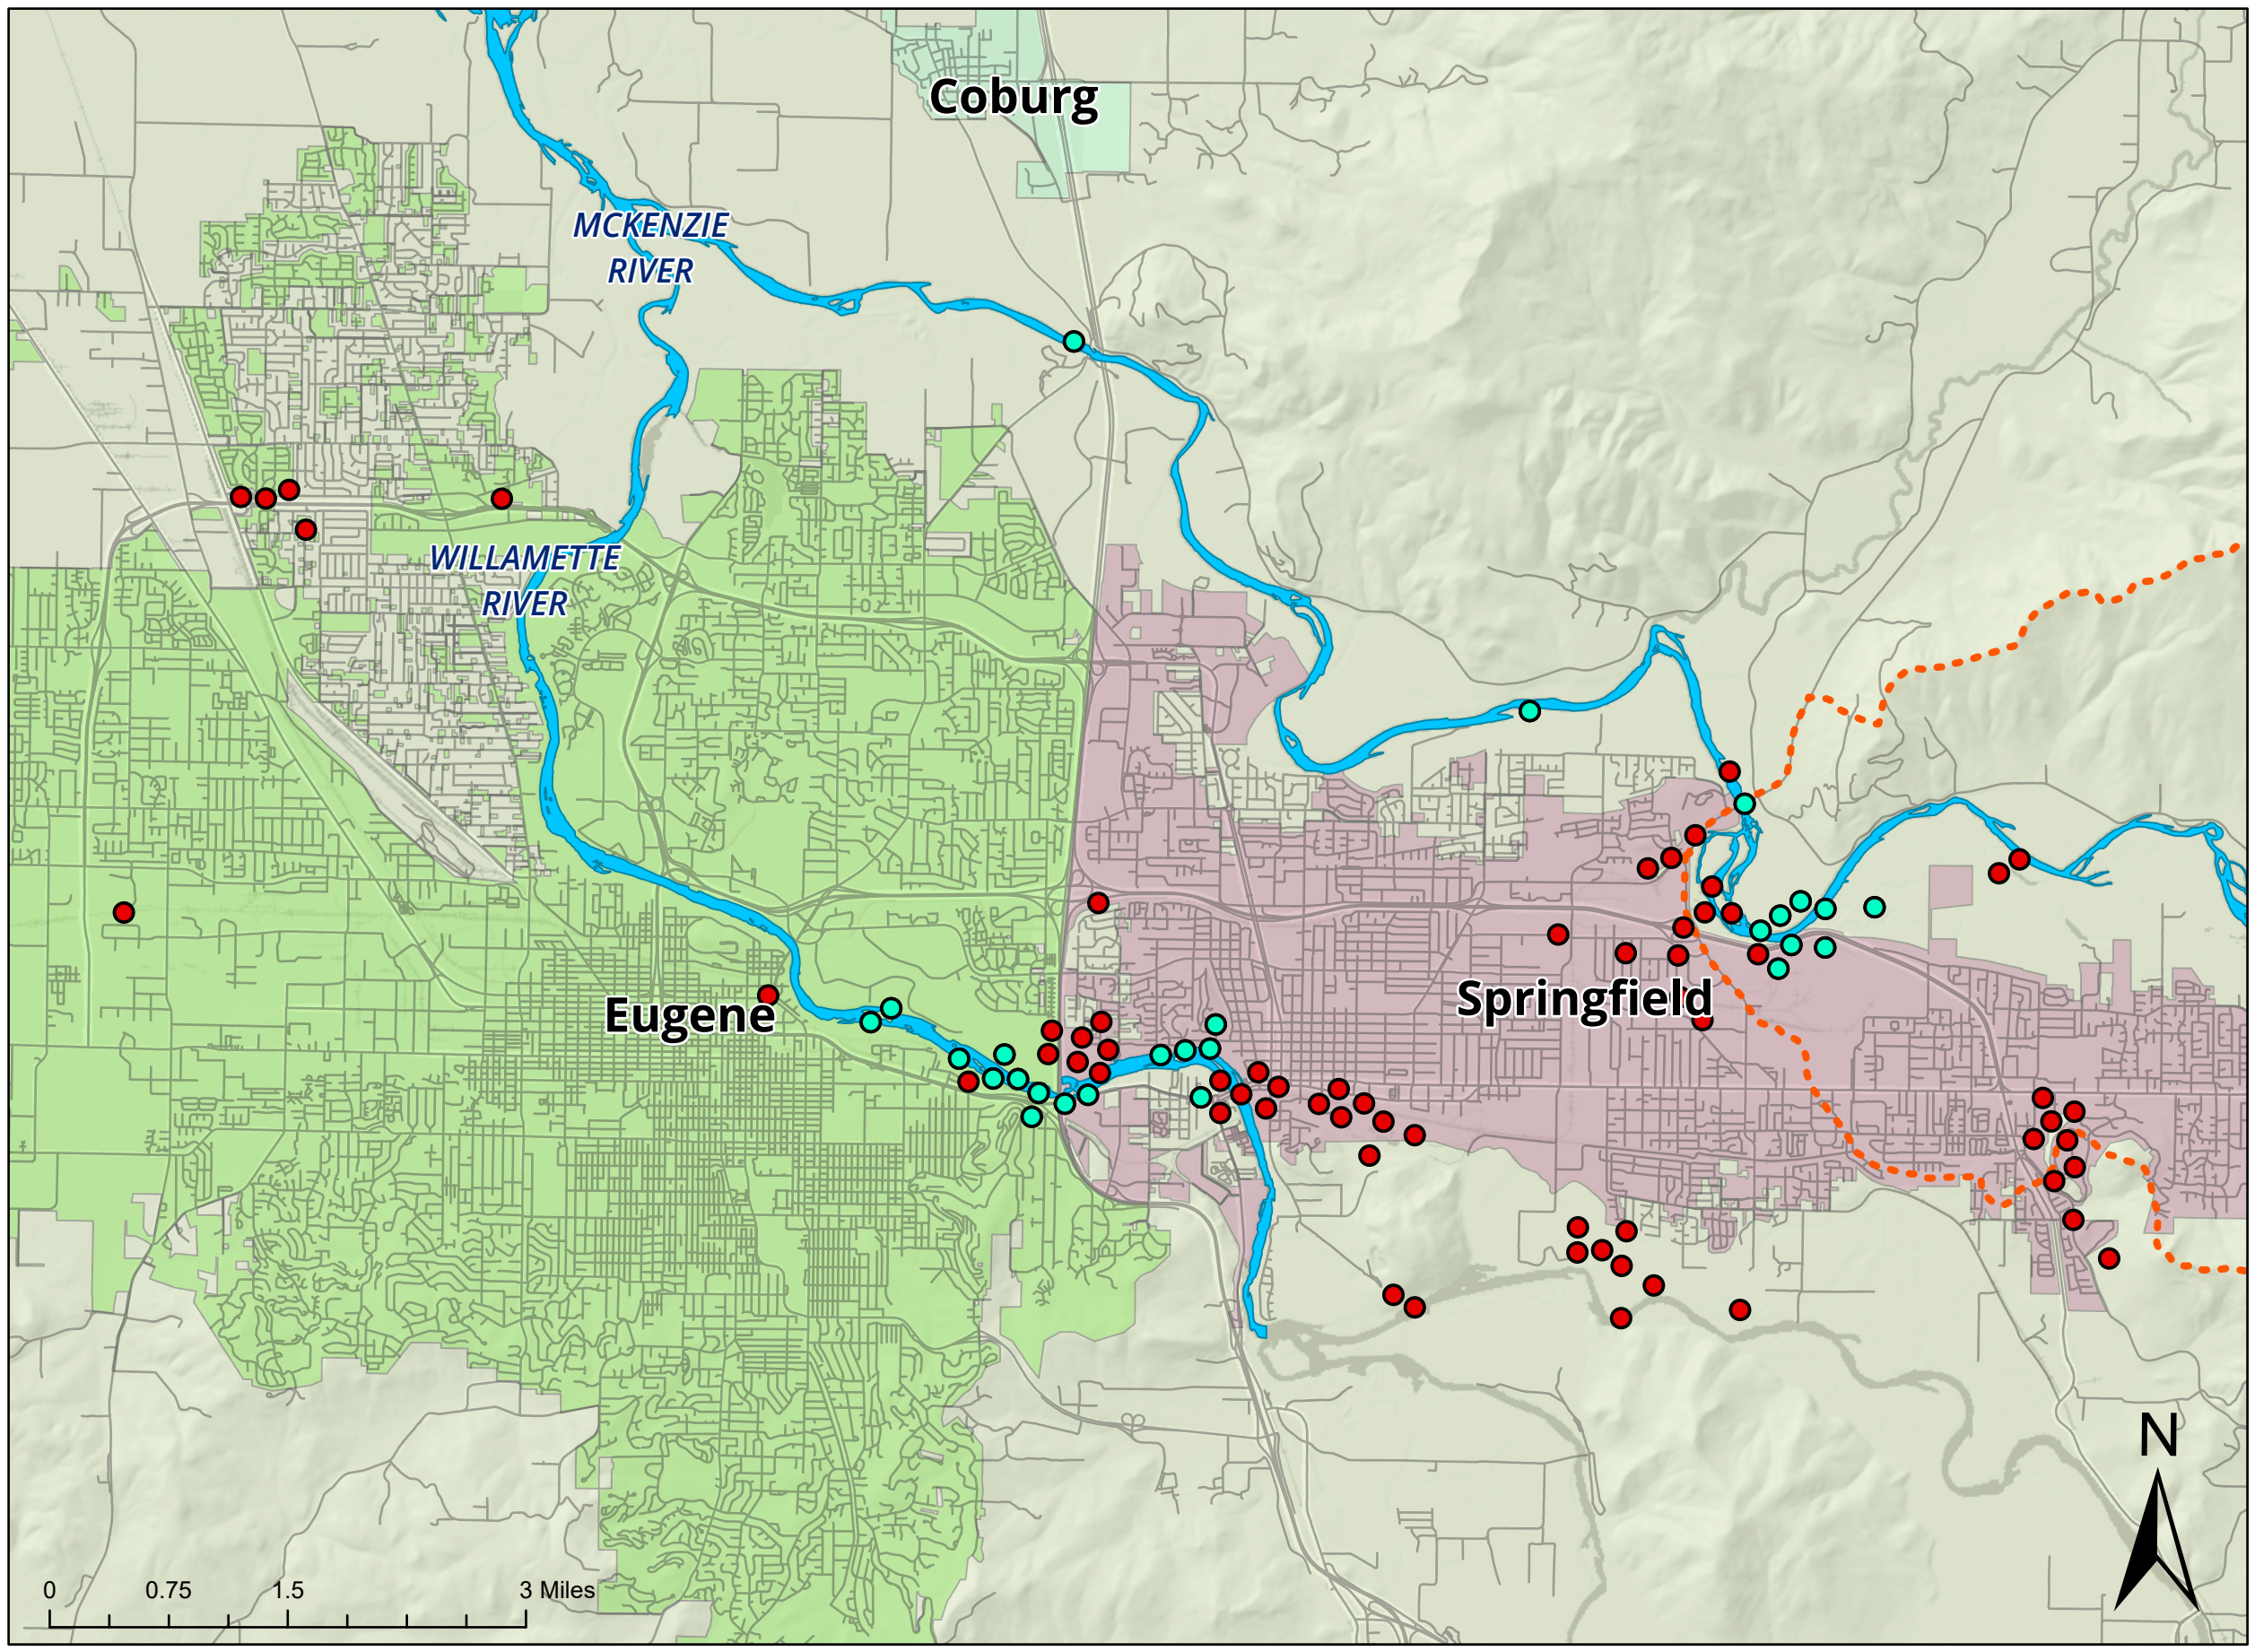 Coburg
MCKENZIE
RIVER
WILLAMETTE
RIVER
Springfield
Eugene
N
0 0.75 1.5 3 Miles